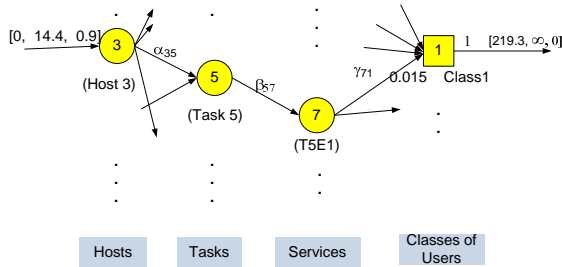 [0, 14.4, 0.9]
3
(Host 3)
α35
5
(Task 5)
β57
7
(T5E1)
γ71
0.015
1
Class1
1
[219.3, ∞, 0]
Hosts
Tasks
Services
Classes of
Users